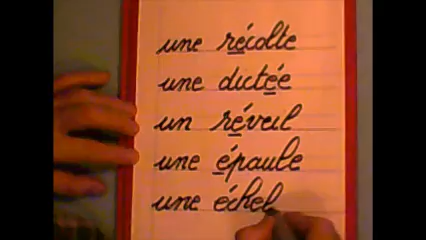 une récolte
une dictée
un réveil
une épaule
une échel